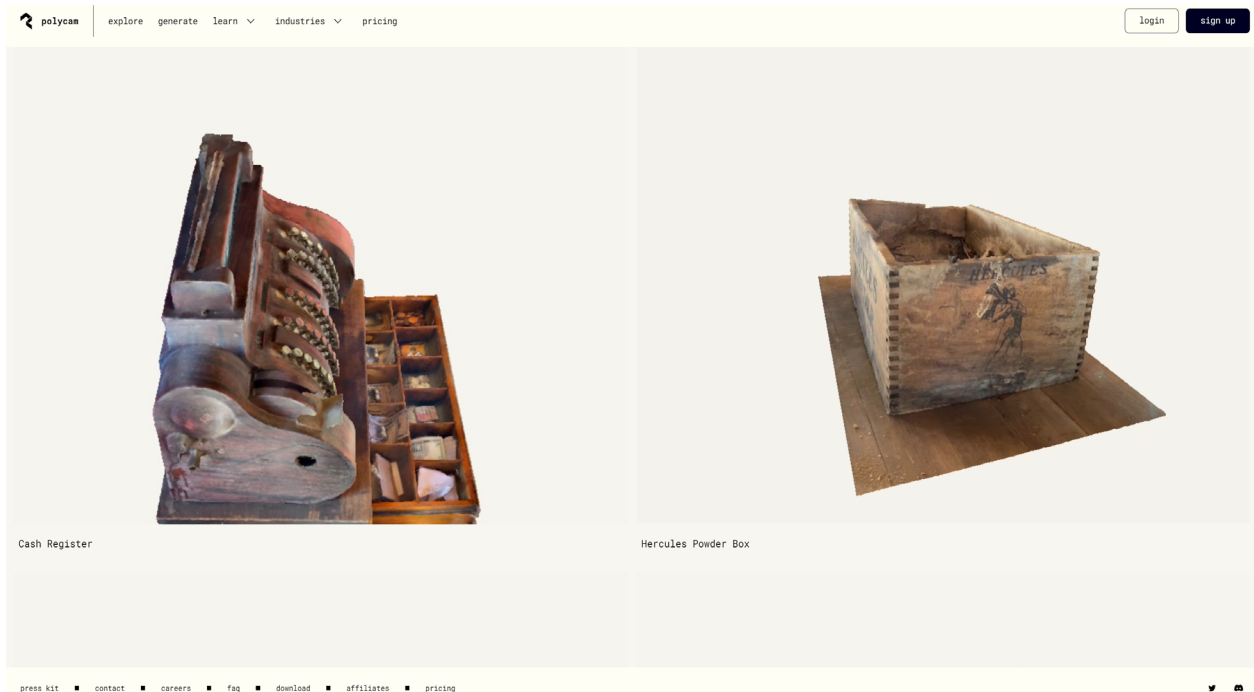 polycam
explore
generate
learn
industries
pricing
login
sign up
HERCULES
Cash Register
Hercules Powder Box
press kit
contact
careers
faq
download
affiliates
pricing